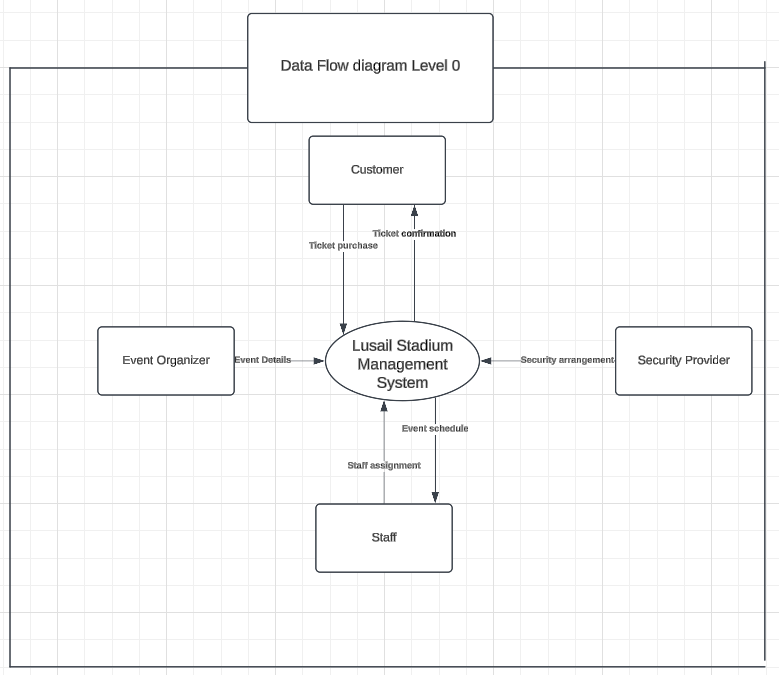 Data Flow diagram Level 0
Customer
Ticket confirmation
Ticket purchase
Lusail Stadium
Management
System
Event Organizer
Event Details
Security arrangement
Security Provider
Event schedule
Staff assignment
Staff